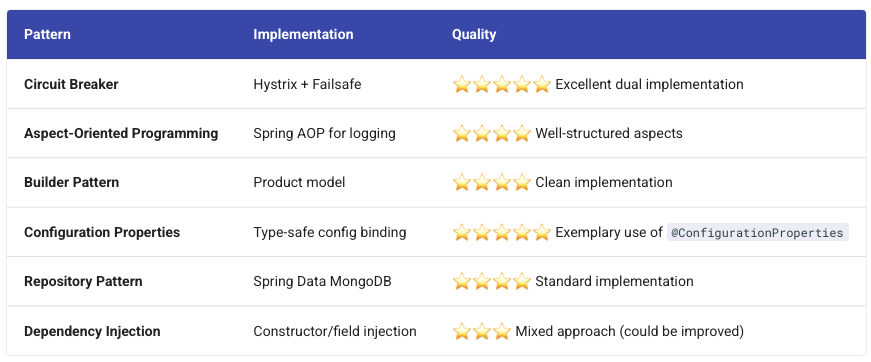 Pattern Implementation Quality
Circuit Breaker Hystrix + Failsafe ⭐⭐⭐⭐⭐ Excellent dual implementation
Aspect-Oriented Programming Spring AOP for logging ⭐⭐⭐⭐ Well-structured aspects
Builder Pattern Product model ⭐⭐⭐⭐ Clean implementation
Configuration Properties Type-safe config binding ⭐⭐⭐⭐⭐ Exemplary use of @ConfigurationProperties
Repository Pattern Spring Data MongoDB ⭐⭐⭐⭐ Standard implementation
Dependency Injection Constructor/field injection ⭐⭐⭐ Mixed approach (could be improved)